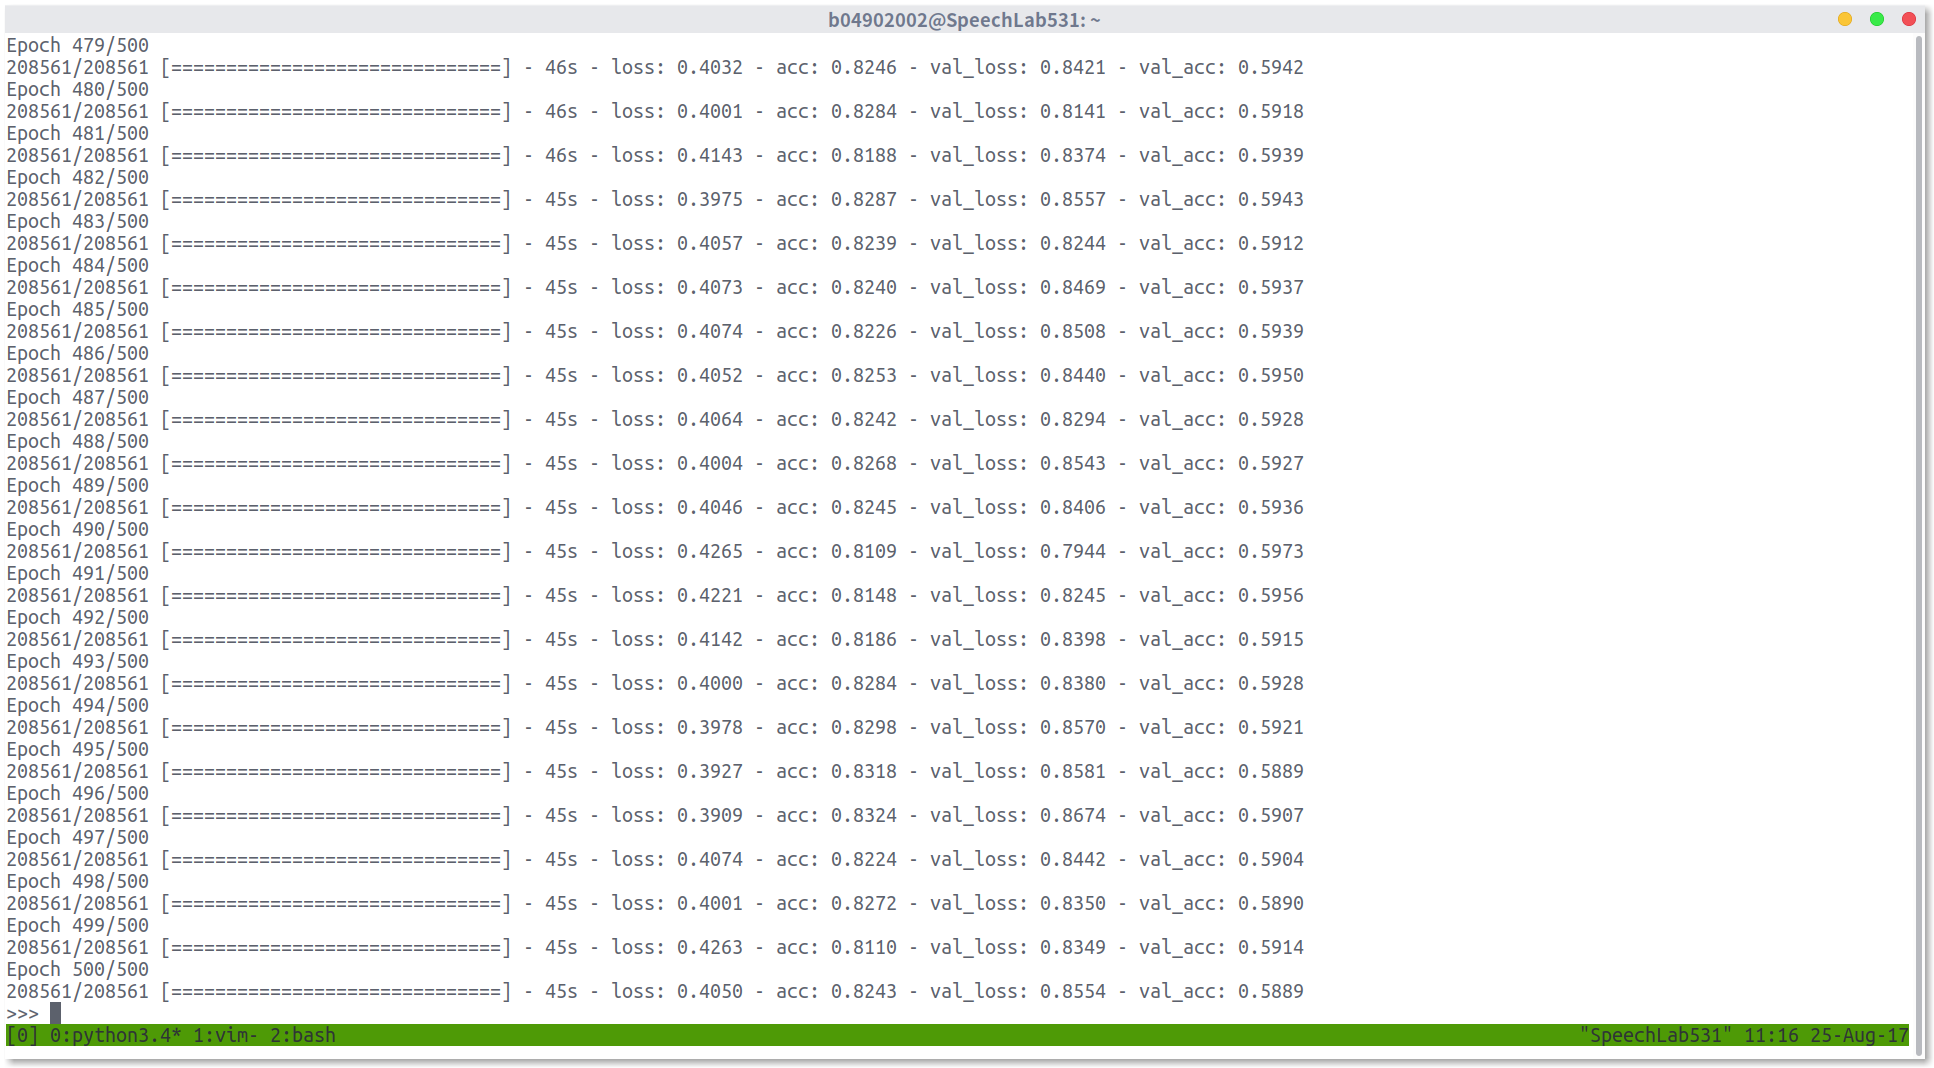 b04902002@SpeechLab531: ~
Epoch 479/500
208561/208561 [==============================] - 46s - loss: 0.4032 - acc: 0.8246 - val_loss: 0.8421 - val_acc: 0.5942
Epoch 480/500
208561/208561 [==============================] - 46s - loss: 0.4001 - acc: 0.8284 - val_loss: 0.8141 - val_acc: 0.5918
Epoch 481/500
208561/208561 [==============================] - 46s - loss: 0.4143 - acc: 0.8188 - val_loss: 0.8374 - val_acc: 0.5939
Epoch 482/500
208561/208561 [==============================] - 45s - loss: 0.3975 - acc: 0.8287 - val_loss: 0.8557 - val_acc: 0.5943
Epoch 483/500
208561/208561 [==============================] - 45s - loss: 0.4057 - acc: 0.8239 - val_loss: 0.8244 - val_acc: 0.5912
Epoch 484/500
208561/208561 [==============================] - 45s - loss: 0.4073 - acc: 0.8240 - val_loss: 0.8469 - val_acc: 0.5937
Epoch 485/500
208561/208561 [==============================] - 45s - loss: 0.4074 - acc: 0.8226 - val_loss: 0.8508 - val_acc: 0.5939
Epoch 486/500
208561/208561 [==============================] - 45s - loss: 0.4052 - acc: 0.8253 - val_loss: 0.8440 - val_acc: 0.5950
Epoch 487/500
208561/208561 [==============================] - 45s - loss: 0.4064 - acc: 0.8242 - val_loss: 0.8294 - val_acc: 0.5928
Epoch 488/500
208561/208561 [==============================] - 45s - loss: 0.4004 - acc: 0.8268 - val_loss: 0.8543 - val_acc: 0.5927
Epoch 489/500
208561/208561 [==============================] - 45s - loss: 0.4046 - acc: 0.8245 - val_loss: 0.8406 - val_acc: 0.5936
Epoch 490/500
208561/208561 [==============================] - 45s - loss: 0.4265 - acc: 0.8109 - val_loss: 0.7944 - val_acc: 0.5973
Epoch 491/500
208561/208561 [==============================] - 45s - loss: 0.4221 - acc: 0.8148 - val_loss: 0.8245 - val_acc: 0.5956
Epoch 492/500
208561/208561 [==============================] - 45s - loss: 0.4142 - acc: 0.8186 - val_loss: 0.8398 - val_acc: 0.5915
Epoch 493/500
208561/208561 [==============================] - 45s - loss: 0.4000 - acc: 0.8284 - val_loss: 0.8380 - val_acc: 0.5928
Epoch 494/500
208561/208561 [==============================] - 45s - loss: 0.3978 - acc: 0.8298 - val_loss: 0.8570 - val_acc: 0.5921
Epoch 495/500
208561/208561 [==============================] - 45s - loss: 0.3927 - acc: 0.8318 - val_loss: 0.8581 - val_acc: 0.5889
Epoch 496/500
208561/208561 [==============================] - 45s - loss: 0.3909 - acc: 0.8324 - val_loss: 0.8674 - val_acc: 0.5907
Epoch 497/500
208561/208561 [==============================] - 45s - loss: 0.4074 - acc: 0.8224 - val_loss: 0.8442 - val_acc: 0.5904
Epoch 498/500
208561/208561 [==============================] - 45s - loss: 0.4001 - acc: 0.8272 - val_loss: 0.8350 - val_acc: 0.5890
Epoch 499/500
208561/208561 [==============================] - 45s - loss: 0.4263 - acc: 0.8110 - val_loss: 0.8349 - val_acc: 0.5914
Epoch 500/500
208561/208561 [==============================] - 45s - loss: 0.4050 - acc: 0.8243 - val_loss: 0.8554 - val_acc: 0.5889
>>>
[0] 0:python3.4* 1:vim- 2:bash "SpeechLab531" 11:16 25-Aug-17